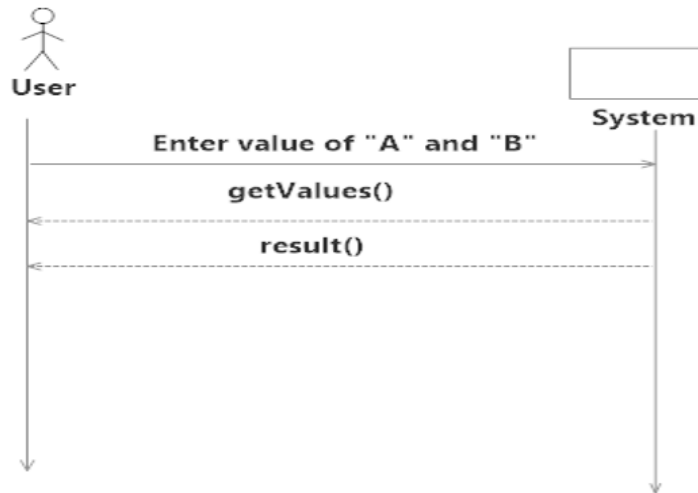 User
System
Enter value of "A" and "B"
getValues()
result()